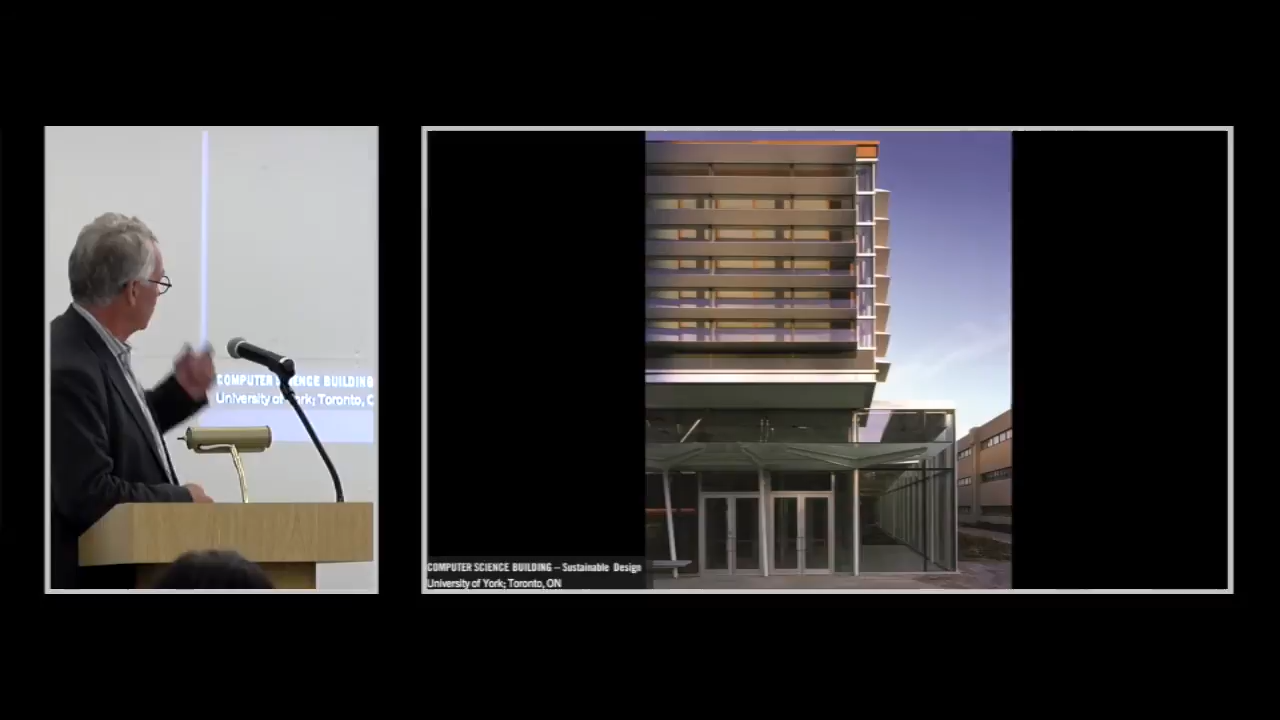 COMPUTER SCIENCE BUILDING
University of York; Toronto, C
COMPUTER SCIENCE BUILDING – Sustainable Design
University of York; Toronto, ON